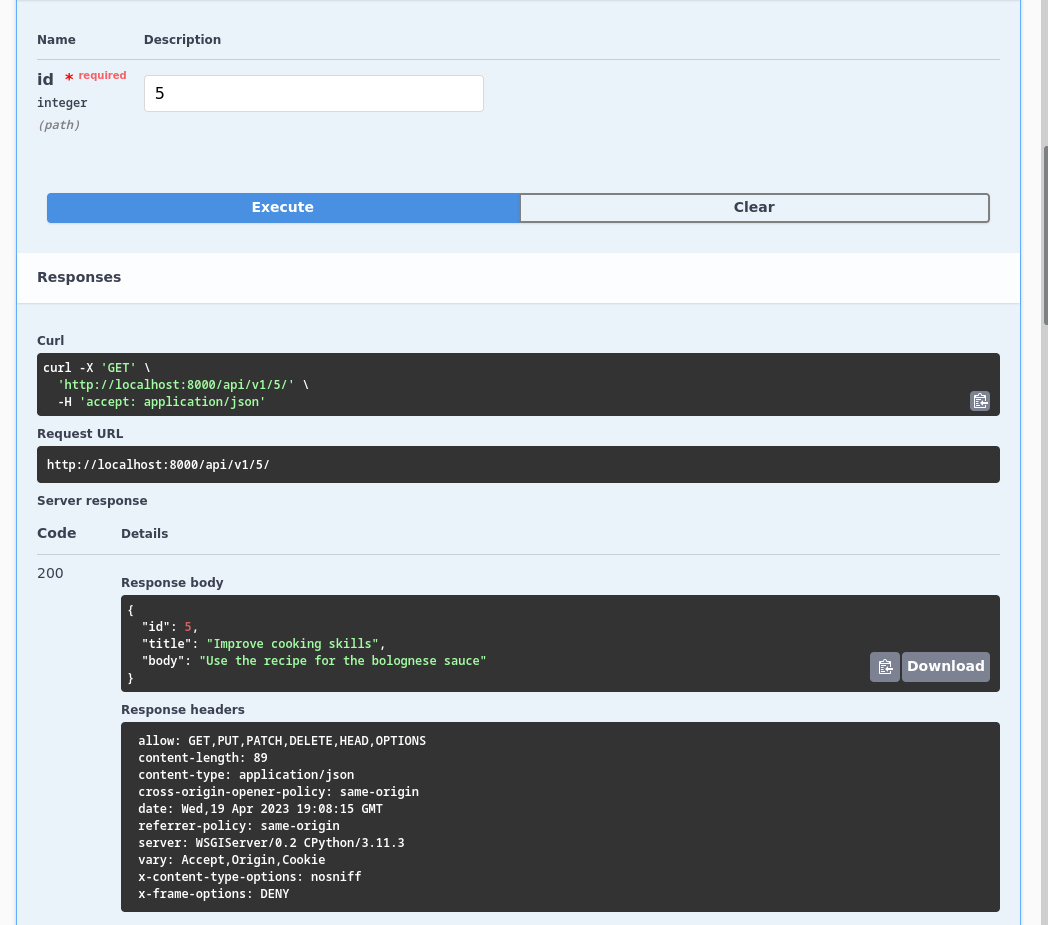 Name Description
id * required
5
integer
(path)
Execute Clear
Responses
Curl
curl -X 'GET' \
  'http://localhost:8000/api/v1/5/' \
  -H 'accept: application/json'
Request URL
http://localhost:8000/api/v1/5/
Server response
Code Details
200
Response body
{
  "id": 5,
  "title": "Improve cooking skills",
  "body": "Use the recipe for the bolognese sauce"
}
Download
Response headers
allow: GET,PUT,PATCH,DELETE,HEAD,OPTIONS
content-length: 89
content-type: application/json
cross-origin-opener-policy: same-origin
date: Wed,19 Apr 2023 19:08:15 GMT
referrer-policy: same-origin
server: WSGIServer/0.2 CPython/3.11.3
vary: Accept,Origin,Cookie
x-content-type-options: nosniff
x-frame-options: DENY